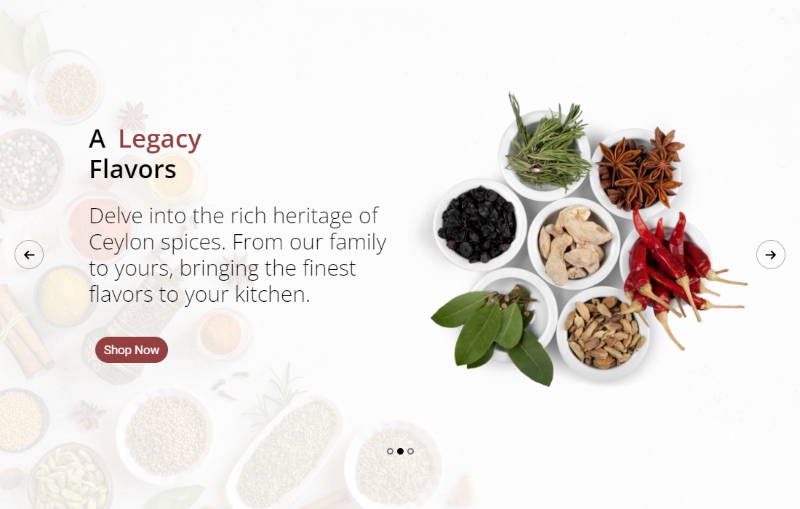 A Legacy
Flavors
Delve into the rich heritage of
Ceylon spices. From our family
to yours, bringing the finest
flavors to your kitchen.
Shop Now